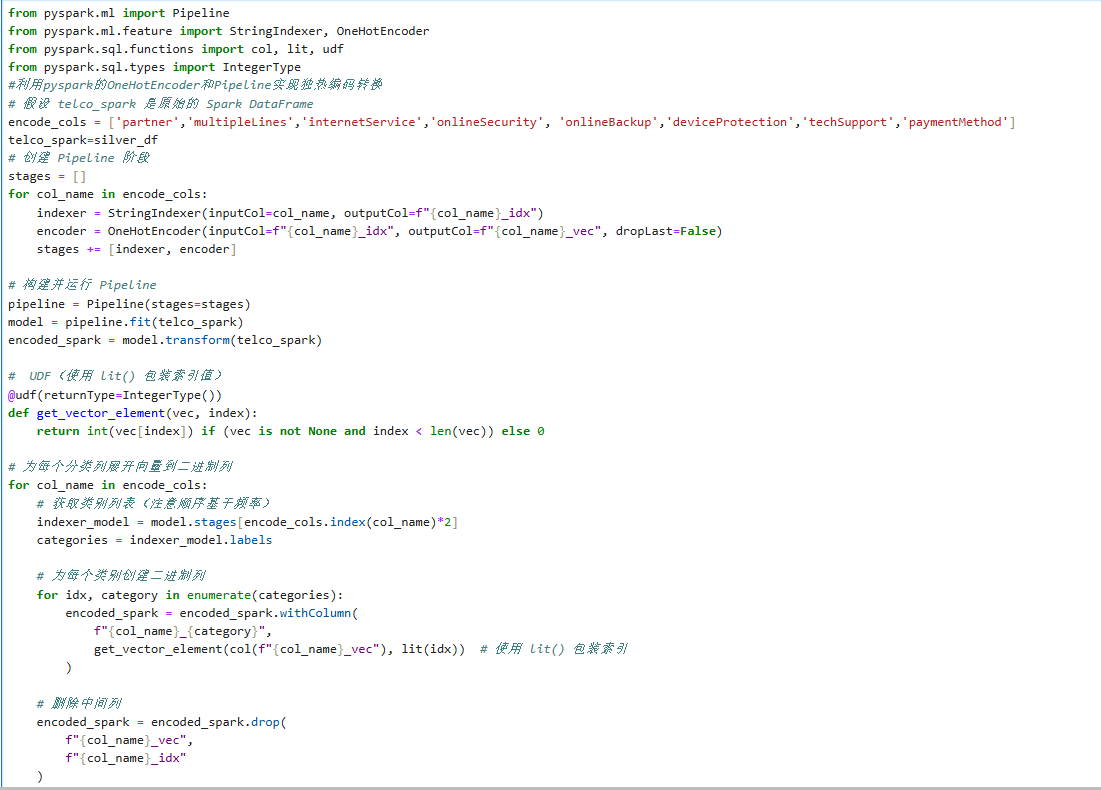 from pyspark.ml import Pipeline
from pyspark.ml.feature import StringIndexer, OneHotEncoder
from pyspark.sql.functions import col, lit, udf
from pyspark.sql.types import IntegerType
#利用pyspark的OneHotEncoder和Pipeline实现独热编码转换
# 假设 telco_spark 是原始的 Spark DataFrame
encode_cols = ['partner','multipleLines','internetService','onlineSecurity', 'onlineBackup','deviceProtection','techSupport','paymentMethod']
telco_spark=silver_df
# 创建 Pipeline 阶段
stages = []
for col_name in encode_cols:
    indexer = StringIndexer(inputCol=col_name, outputCol=f"{col_name}_idx")
    encoder = OneHotEncoder(inputCol=f"{col_name}_idx", outputCol=f"{col_name}_vec", dropLast=False)
    stages += [indexer, encoder]

# 构建并运行 Pipeline
pipeline = Pipeline(stages=stages)
model = pipeline.fit(telco_spark)
encoded_spark = model.transform(telco_spark)

#  UDF（使用 lit() 包装索引值）
@udf(returnType=IntegerType())
def get_vector_element(vec, index):
    return int(vec[index]) if (vec is not None and index < len(vec)) else 0

# 为每个分类列展开向量到二进制列
for col_name in encode_cols:
    # 获取类别列表（注意顺序基于频率）
    indexer_model = model.stages[encode_cols.index(col_name)*2]
    categories = indexer_model.labels

    # 为每个类别创建二进制列
    for idx, category in enumerate(categories):
        encoded_spark = encoded_spark.withColumn(
            f"{col_name}_{category}",
            get_vector_element(col(f"{col_name}_vec"), lit(idx))  # 使用 lit() 包装索引
        )

    # 删除中间列
    encoded_spark = encoded_spark.drop(
        f"{col_name}_vec",
        f"{col_name}_idx"
    )